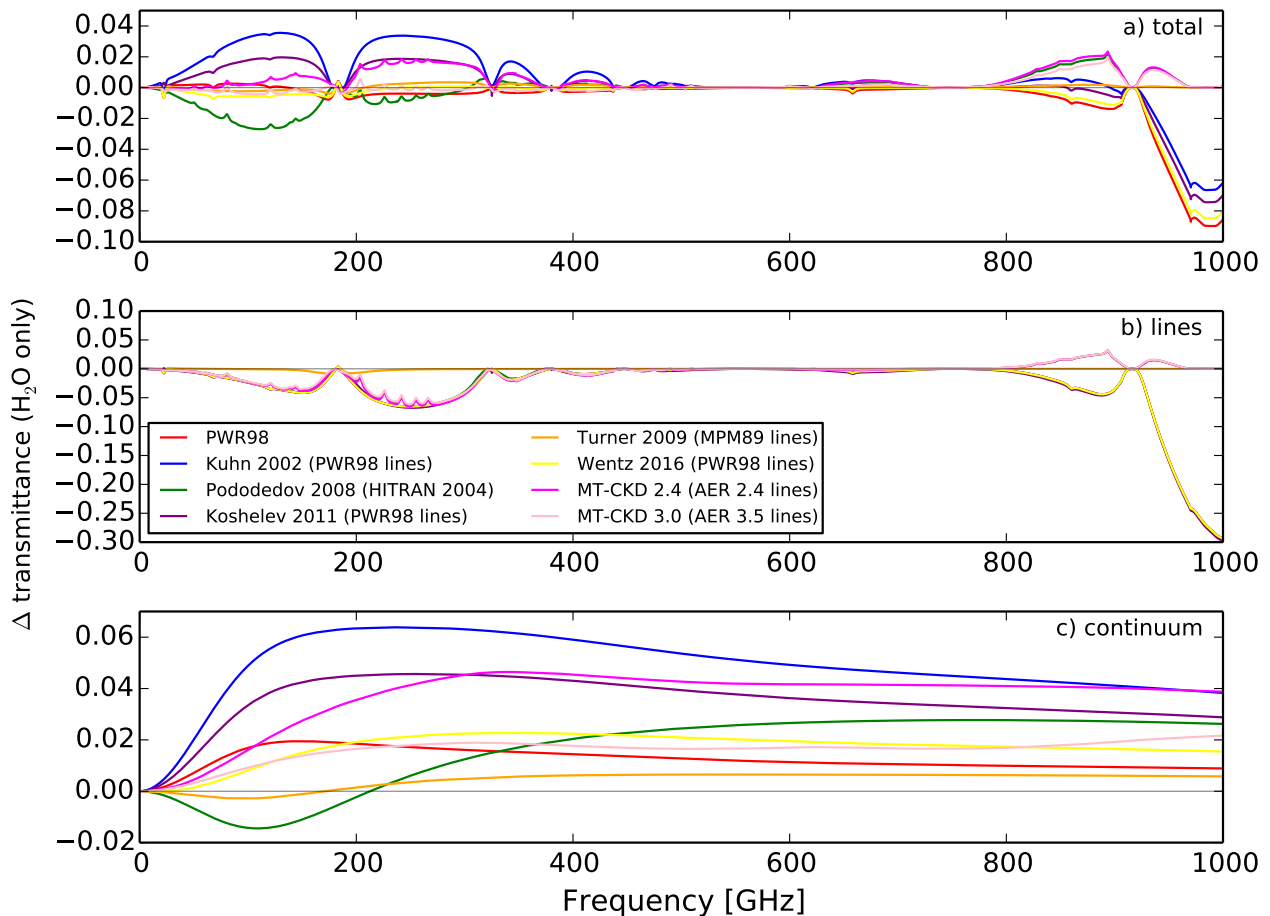 Δ transmittance (H₂O only)
a) total
0.04
0.02
0.00
−0.02
−0.04
−0.06
−0.08
−0.10
0 200 400 600 800 1000
b) lines
0.10
0.05
0.00
−0.05
−0.10
−0.15
−0.20
−0.25
−0.30
PWR98
Kuhn 2002 (PWR98 lines)
Pododedov 2008 (HITRAN 2004)
Koshelev 2011 (PWR98 lines)
Turner 2009 (MPM89 lines)
Wentz 2016 (PWR98 lines)
MT-CKD 2.4 (AER 2.4 lines)
MT-CKD 3.0 (AER 3.5 lines)
0 200 400 600 800 1000
c) continuum
0.06
0.04
0.02
0.00
−0.02
0 200 400 600 800 1000
Frequency [GHz]